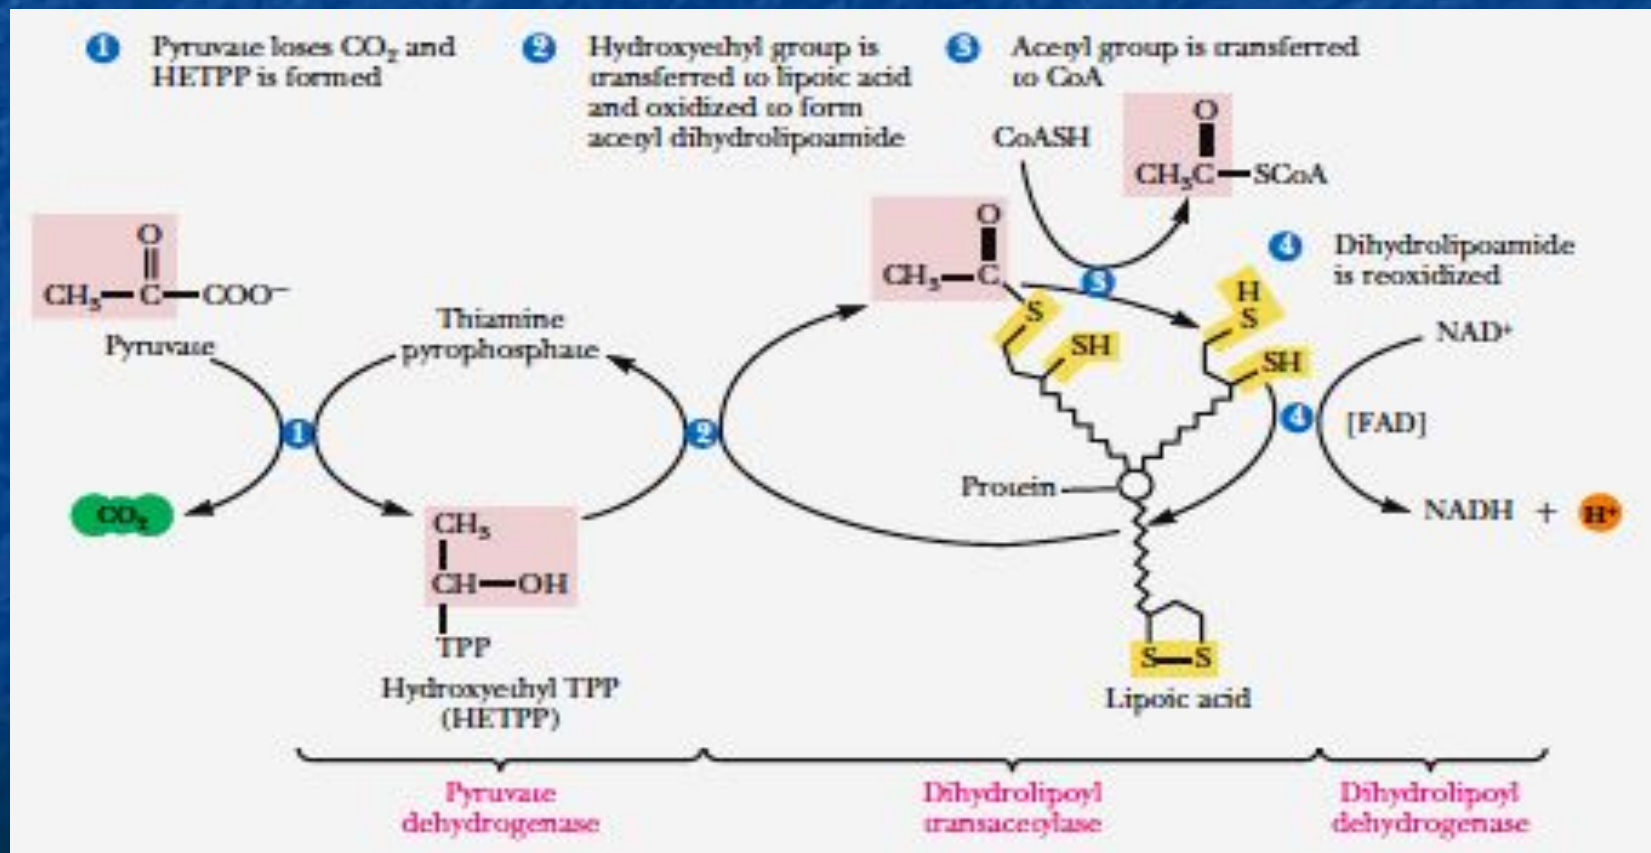 1 Pyruvate loses CO₂ and
HETPP is formed
2 Hydroxyethyl group is
transferred to lipoic acid
and oxidized to form
acetyl dihydrolipoamide
3 Acetyl group is transferred
to CoA
CoASH
O
CH₃C—SCoA
O
CH₃—C—COO⁻
Pyruvate
Thiamine
pyrophosphate
O
CH₃—C
S
SH
H
S
SH
3
4 Dihydrolipoamide
is reoxidized
NAD⁺
1
2
4
[FAD]
Protein
CO₂
NADH + H⁺
CH₃
CH—OH
TPP
Hydroxyethyl TPP
(HETPP)
S—S
Lipoic acid
Pyruvate
dehydrogenase
Dihydrolipoyl
transacetylase
Dihydrolipoyl
dehydrogenase